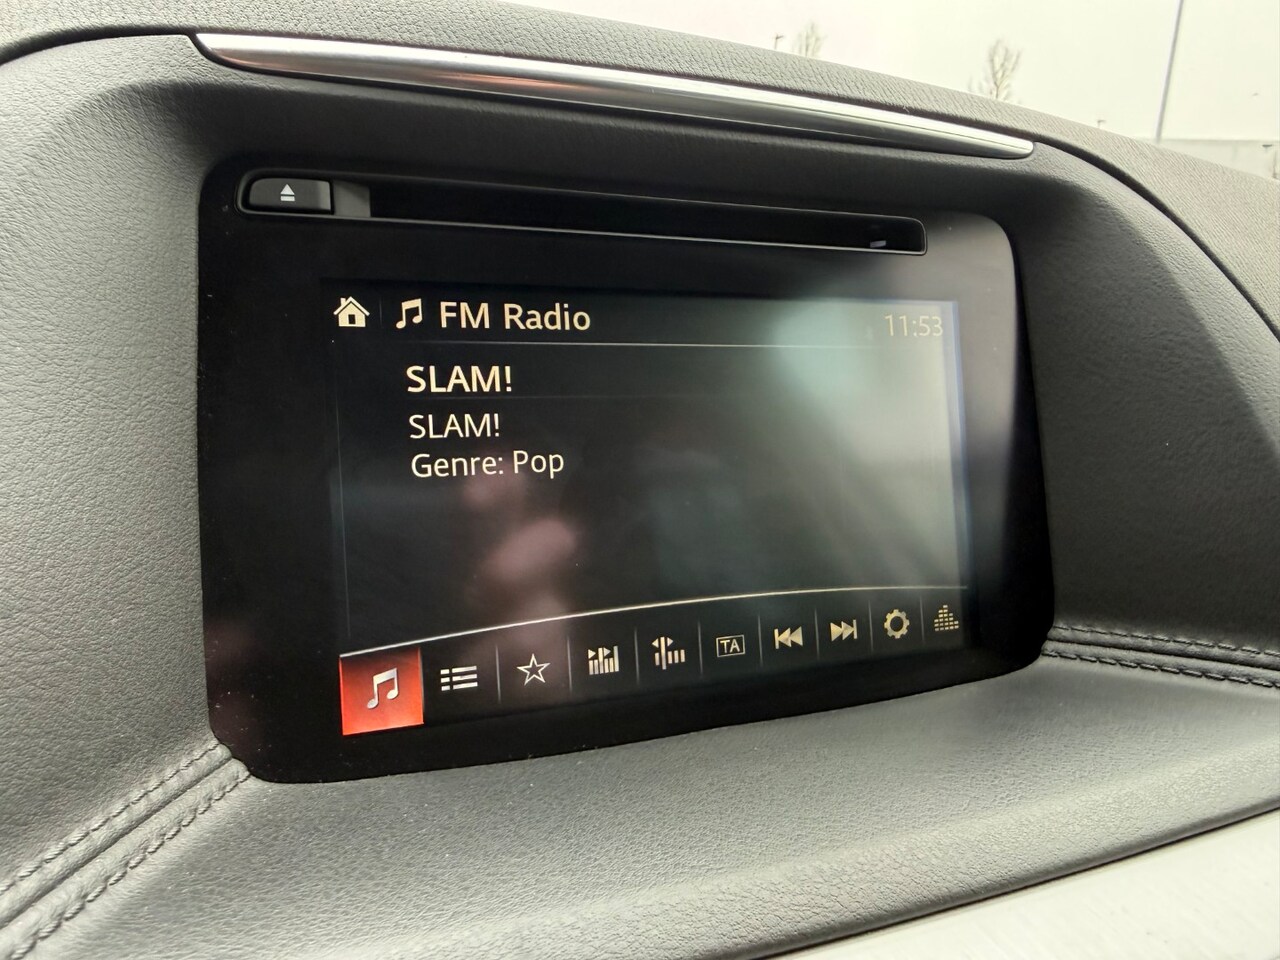 FM Radio
11:53
SLAM!
SLAM!
Genre: Pop
TA